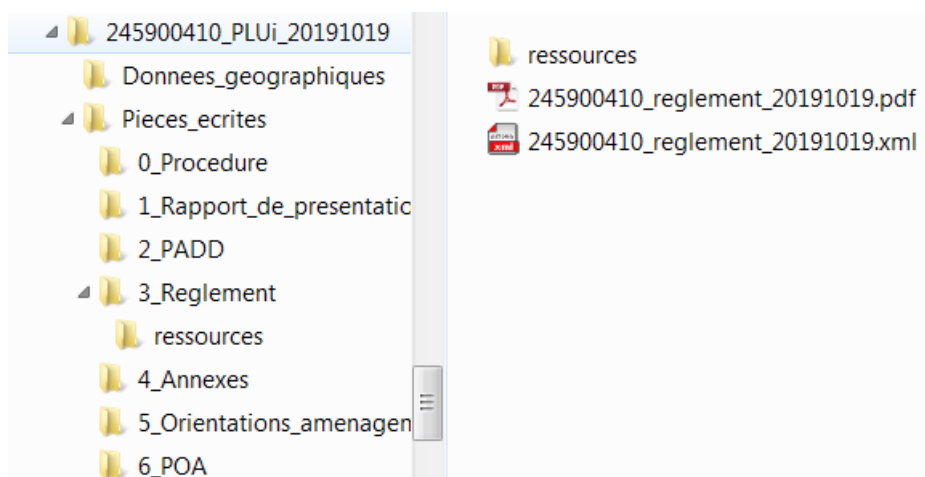 245900410_PLUi_20191019
Donnees_geographiques
Pieces_ecrites
0_Procedure
1_Rapport_de_presentatic
2_PADD
3_Reglement
ressources
4_Annexes
5_Orientations_amenagen
6_POA
ressources
245900410_reglement_20191019.pdf
245900410_reglement_20191019.xml